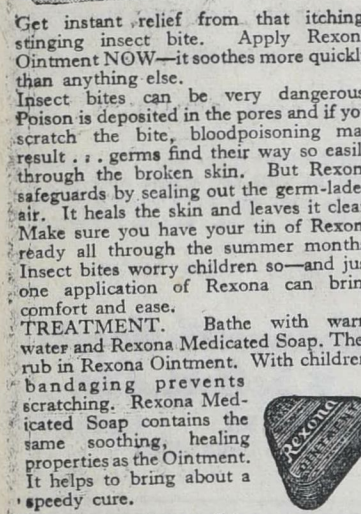 Get instant relief from that itching
stinging insect bite. Apply Rexon
Ointment NOW—it soothes more quickl
than anything else.
Insect bites can be very dangerous
Poison is deposited in the pores and if yo
scratch the bite, bloodpoisoning ma
result . . . germs find their way so easil
through the broken skin. But Rexon
safeguards by sealing out the germ-lade
air. It heals the skin and leaves it clea
Make sure you have your tin of Rexon
ready all through the summer month
Insect bites worry children so—and jus
one application of Rexona can brin
comfort and ease.
TREATMENT. Bathe with warm
water and Rexona Medicated Soap. The
rub in Rexona Ointment. With children
bandaging prevents
scratching. Rexona Med-
icated Soap contains the
same soothing, healing
properties as the Ointment.
It helps to bring about a
speedy cure.
Rexona
OINTMENT